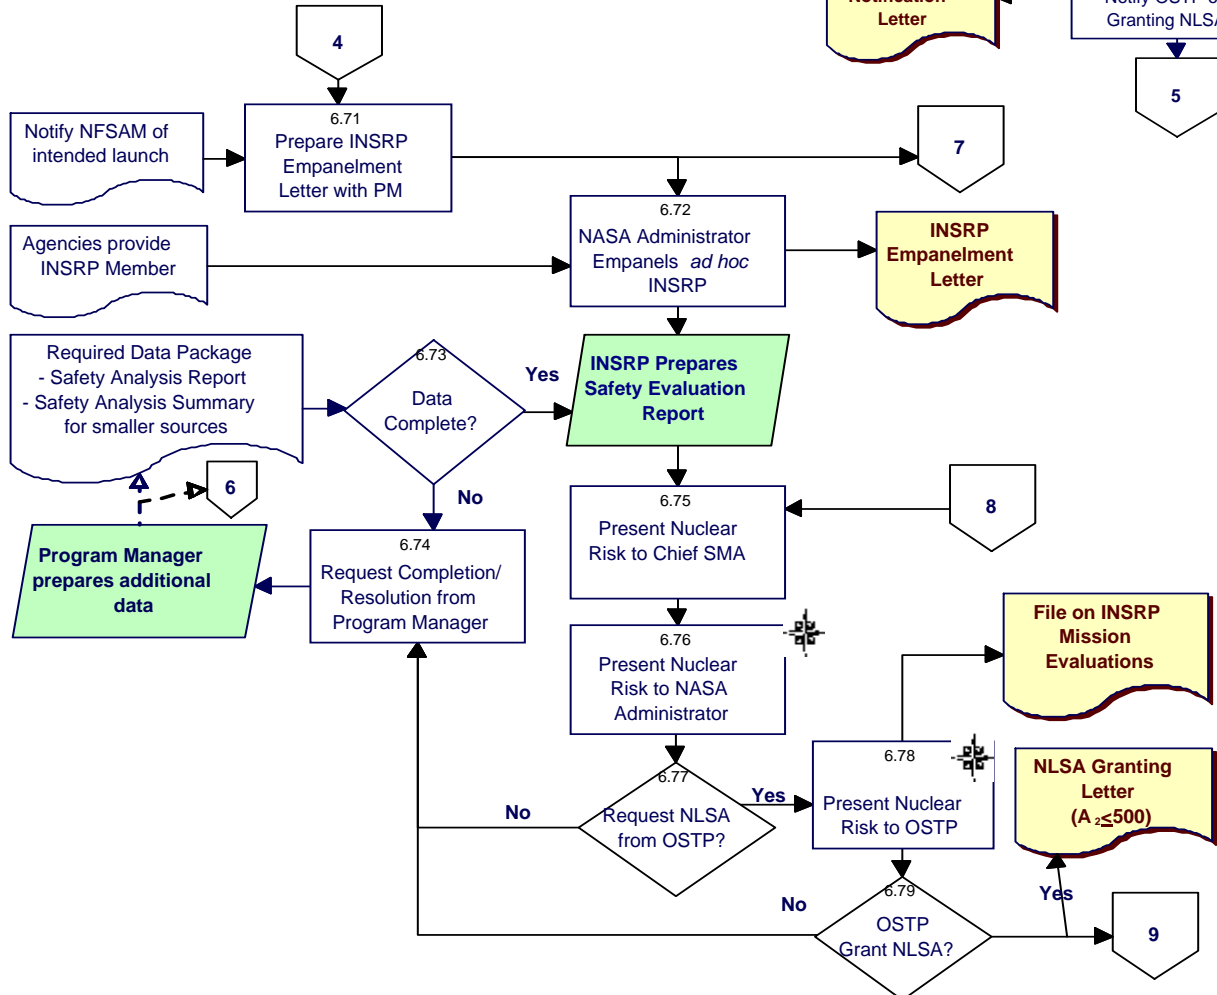 Letter
Granting NLSA
4
5
Notify NFSAM of
intended launch
6.71
Prepare INSRP
Empanelment
Letter with PM
7
6.72
NASA Administrator
Empanels ad hoc
INSRP
INSRP
Empanelment
Letter
Agencies provide
INSRP Member
Required Data Package
- Safety Analysis Report
- Safety Analysis Summary
for smaller sources
6.73
Data
Complete?
Yes
INSRP Prepares
Safety Evaluation
Report
No
6
6.75
Present Nuclear
Risk to Chief SMA
8
Program Manager
prepares additional
data
6.74
Request Completion/
Resolution from
Program Manager
6.76
Present Nuclear
Risk to NASA
Administrator
File on INSRP
Mission
Evaluations
6.77
Request NLSA
from OSTP?
No
Yes
6.78
Present Nuclear
Risk to OSTP
NLSA Granting
Letter
(A ₂≤500)
6.79
OSTP
Grant NLSA?
No
Yes
9